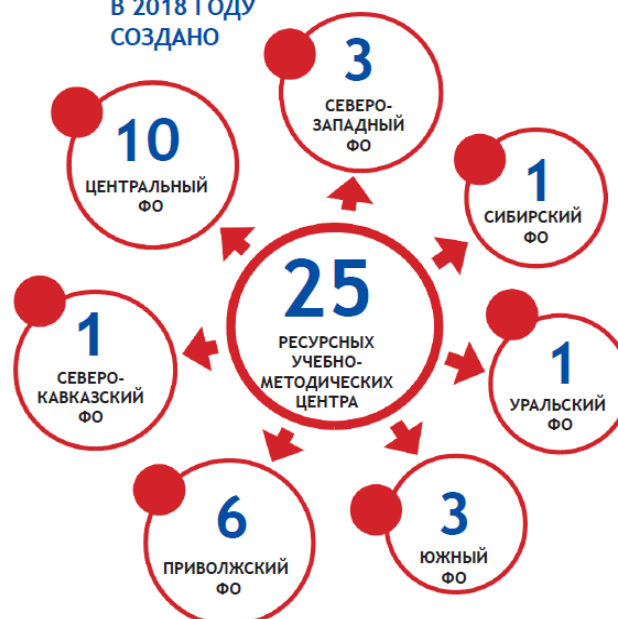 В 2018 ГОДУ
СОЗДАНО
3
СЕВЕРО-
ЗАПАДНЫЙ
ФО
10
ЦЕНТРАЛЬНЫЙ
ФО
1
СИБИРСКИЙ
ФО
25
РЕСУРСНЫХ
УЧЕБНО-
МЕТОДИЧЕСКИХ
ЦЕНТРА
1
СЕВЕРО-
КАВКАЗСКИЙ
ФО
1
УРАЛЬСКИЙ
ФО
6
ПРИВОЛЖСКИЙ
ФО
3
ЮЖНЫЙ
ФО